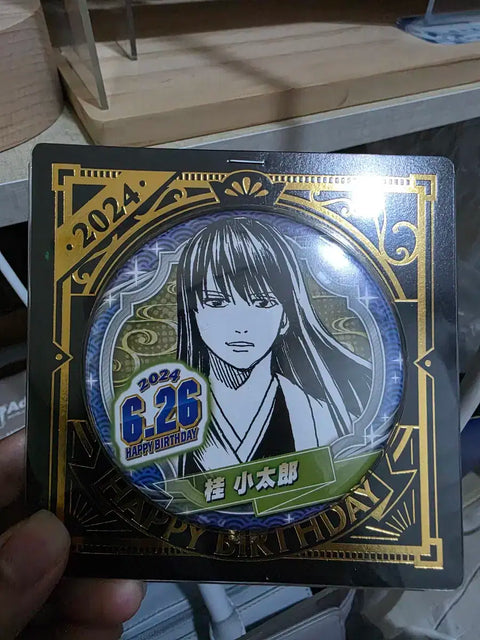 ·2024·
2024
6.26
HAPPY BIRTHDAY
桂 小太郎
HAPPY BIRTHDAY